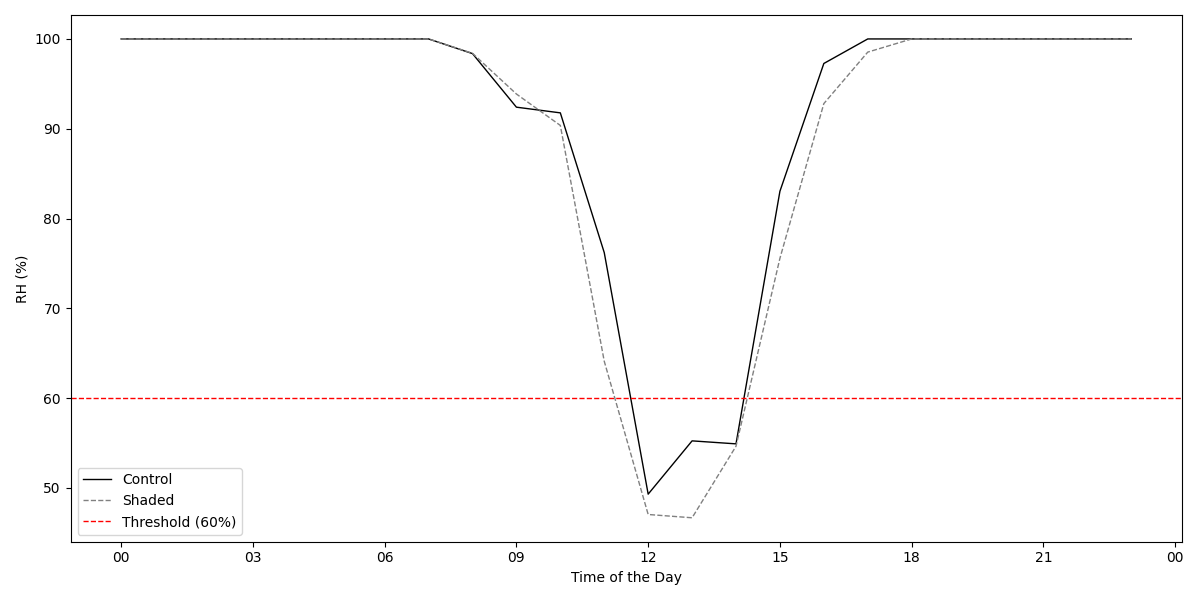 100
90
80
70
60
50
RH (%)
Control
Shaded
Threshold (60%)
00 03 06 09 12 15 18 21 00
Time of the Day